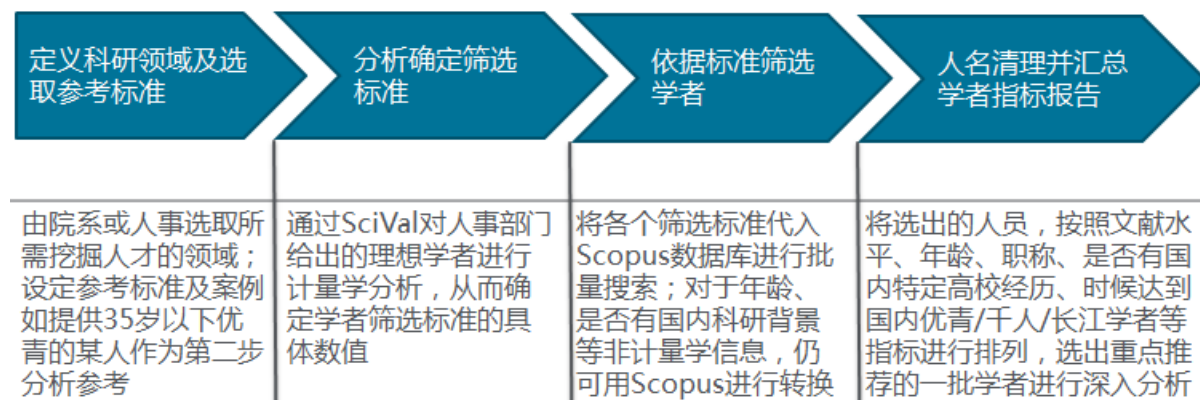 定义科研领域及选
取参考标准
分析确定筛选
标准
依据标准筛选
学者
人名清理并汇总
学者指标报告
由院系或人事选取所
需挖掘人才的领域；
设定参考标准及案例
如提供35岁以下优
青的某人作为第二步
分析参考
通过SciVal对人事部门
给出的理想学者进行
计量学分析，从而确
定学者筛选标准的具
体数值
将各个筛选标准代入
Scopus数据库进行批
量搜索；对于年龄、
是否有国内科研背景
等非计量学信息，仍
可用Scopus进行转换
将选出的人员，按照文献水
平、年龄、职称、是否有国
内特定高校经历、时候达到
国内优青/千人/长江学者等
指标进行排列，选出重点推
荐的一批学者进行深入分析